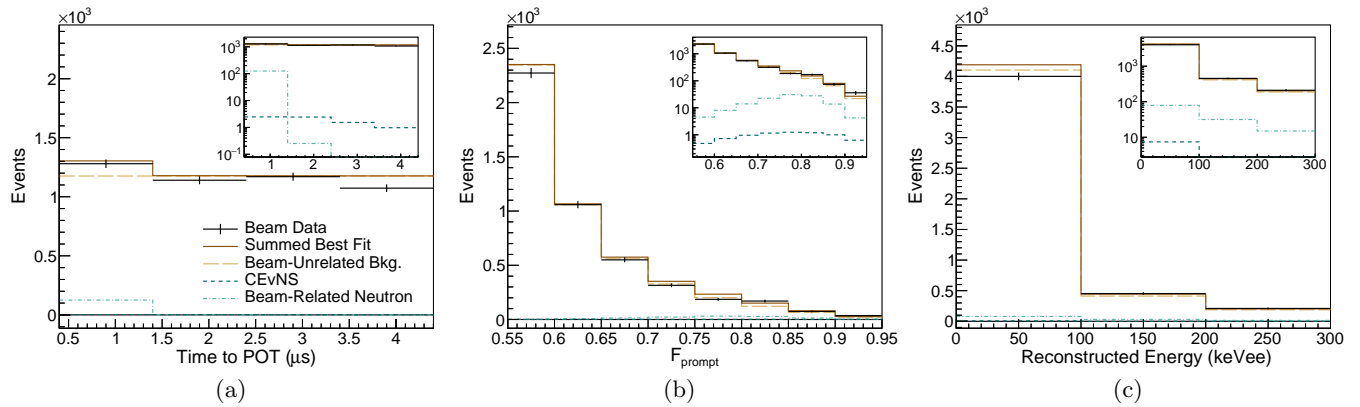 ×10³
Events
2
1.5
1
0.5
0
10³
10²
10
1
10⁻¹
1 2 3 4
Beam Data
Summed Best Fit
Beam-Unrelated Bkg.
CEvNS
Beam-Related Neutron
0.5 1 1.5 2 2.5 3 3.5 4
Time to POT (μs)
(a)
×10³
Events
2.5
2
1.5
1
0.5
0
10³
10²
10
1
0.6 0.7 0.8 0.9
0.55 0.6 0.65 0.7 0.75 0.8 0.85 0.9 0.95
F_prompt
(b)
×10³
Events
4.5
4
3.5
3
2.5
2
1.5
1
0.5
0
10³
10²
10
0 100 200 300
0 50 100 150 200 250 300
Reconstructed Energy (keVee)
(c)